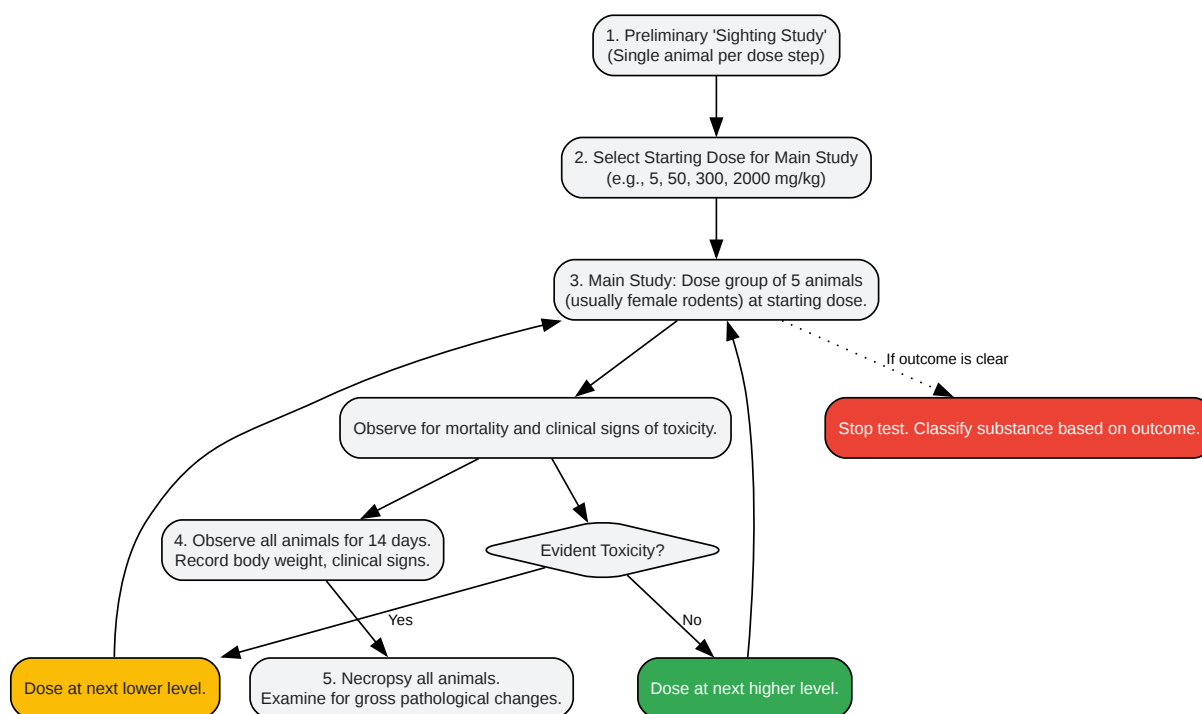 1. Preliminary 'Sighting Study'
(Single animal per dose step)
2. Select Starting Dose for Main Study
(e.g., 5, 50, 300, 2000 mg/kg)
3. Main Study: Dose group of 5 animals
(usually female rodents) at starting dose.
If outcome is clear
Observe for mortality and clinical signs of toxicity.
Stop test. Classify substance based on outcome.
4. Observe all animals for 14 days.
Record body weight, clinical signs.
Evident Toxicity?
Yes
No
Dose at next lower level.
5. Necropsy all animals.
Examine for gross pathological changes.
Dose at next higher level.